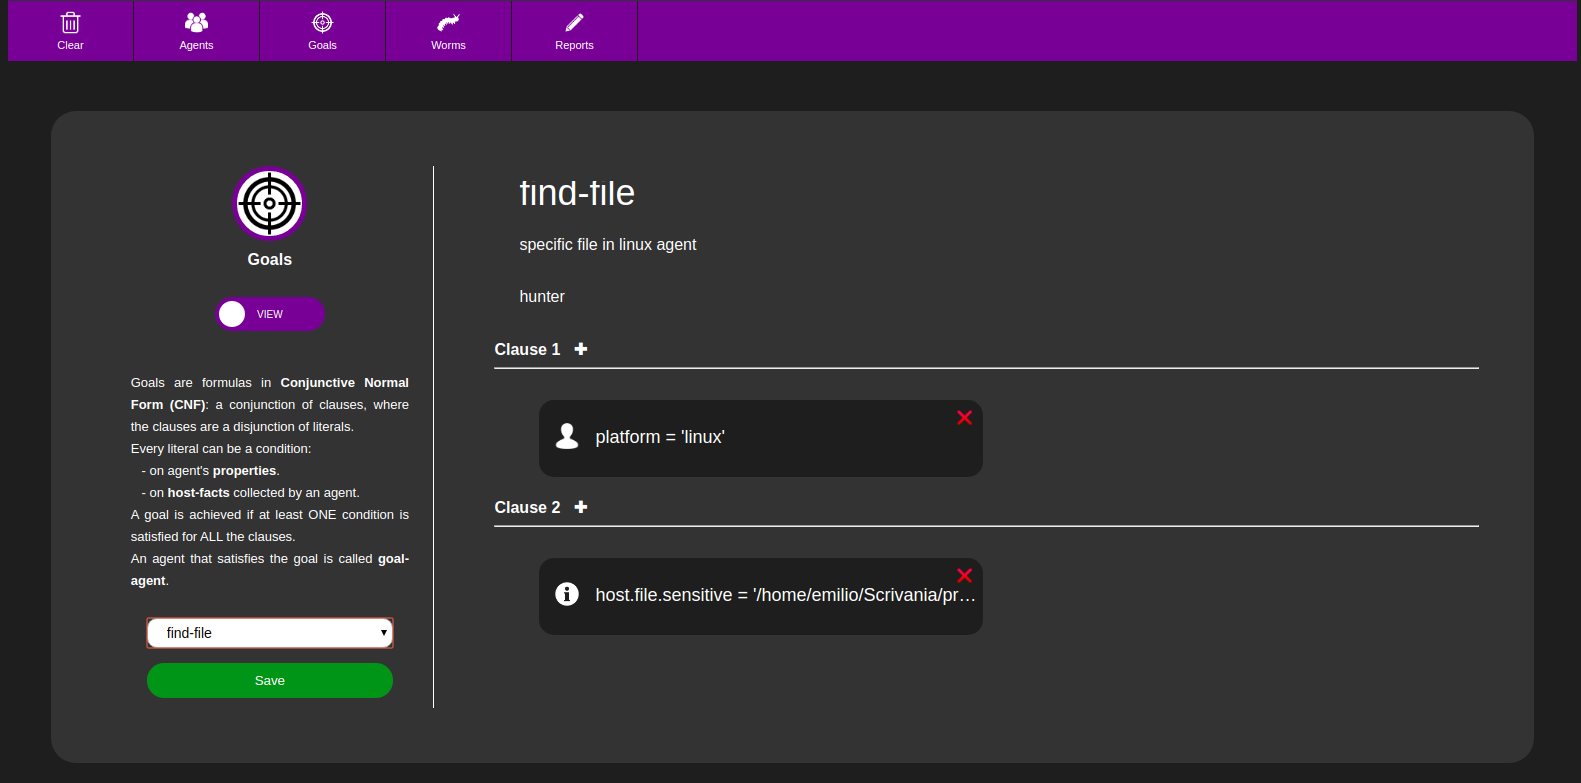 Clear
Agents
Goals
Worms
Reports
Goals
VIEW
Goals are formulas in Conjunctive Normal
Form (CNF): a conjunction of clauses, where
the clauses are a disjunction of literals.
Every literal can be a condition:
- on agent's properties.
- on host-facts collected by an agent.
A goal is achieved if at least ONE condition is
satisfied for ALL the clauses.
An agent that satisfies the goal is called goal-
agent.
find-file
Save
find-file
specific file in linux agent
hunter
Clause 1
platform = 'linux'
Clause 2
host.file.sensitive = '/home/emilio/Scrivania/pr…